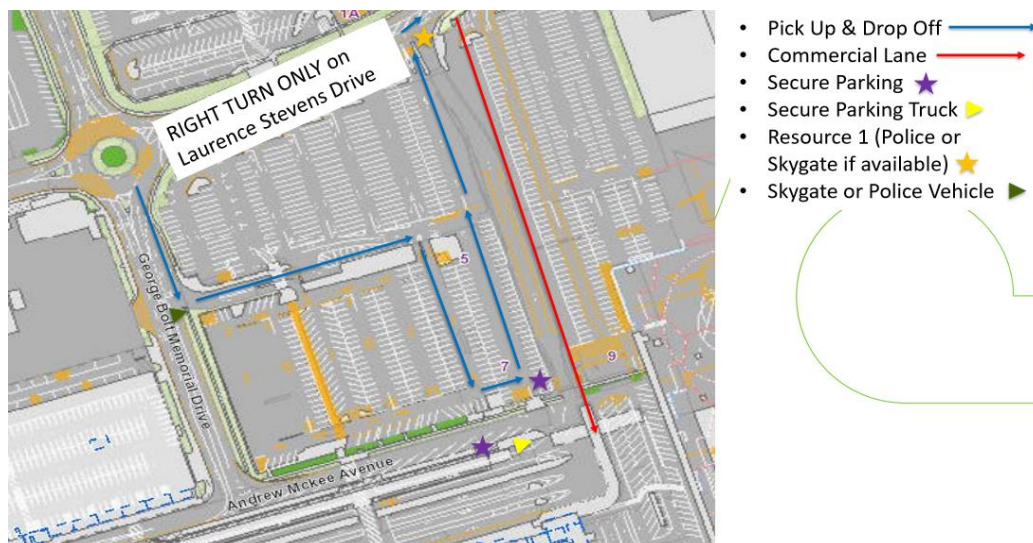 1A
RIGHT TURN ONLY on
Laurence Stevens Drive
George Bolt Memorial Drive
5
7
9
Andrew Mckee Avenue
• Pick Up & Drop Off
• Commercial Lane
• Secure Parking
• Secure Parking Truck
• Resource 1 (Police or
Skygate if available)
• Skygate or Police Vehicle